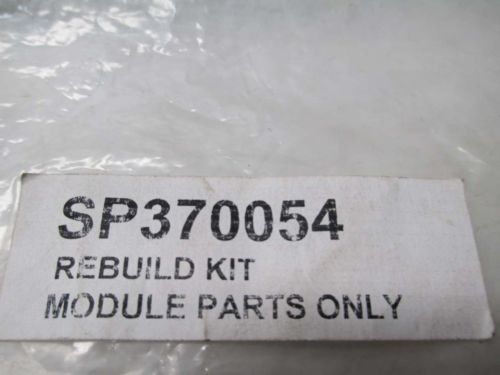 SP370054
REBUILD KIT
MODULE PARTS ONLY